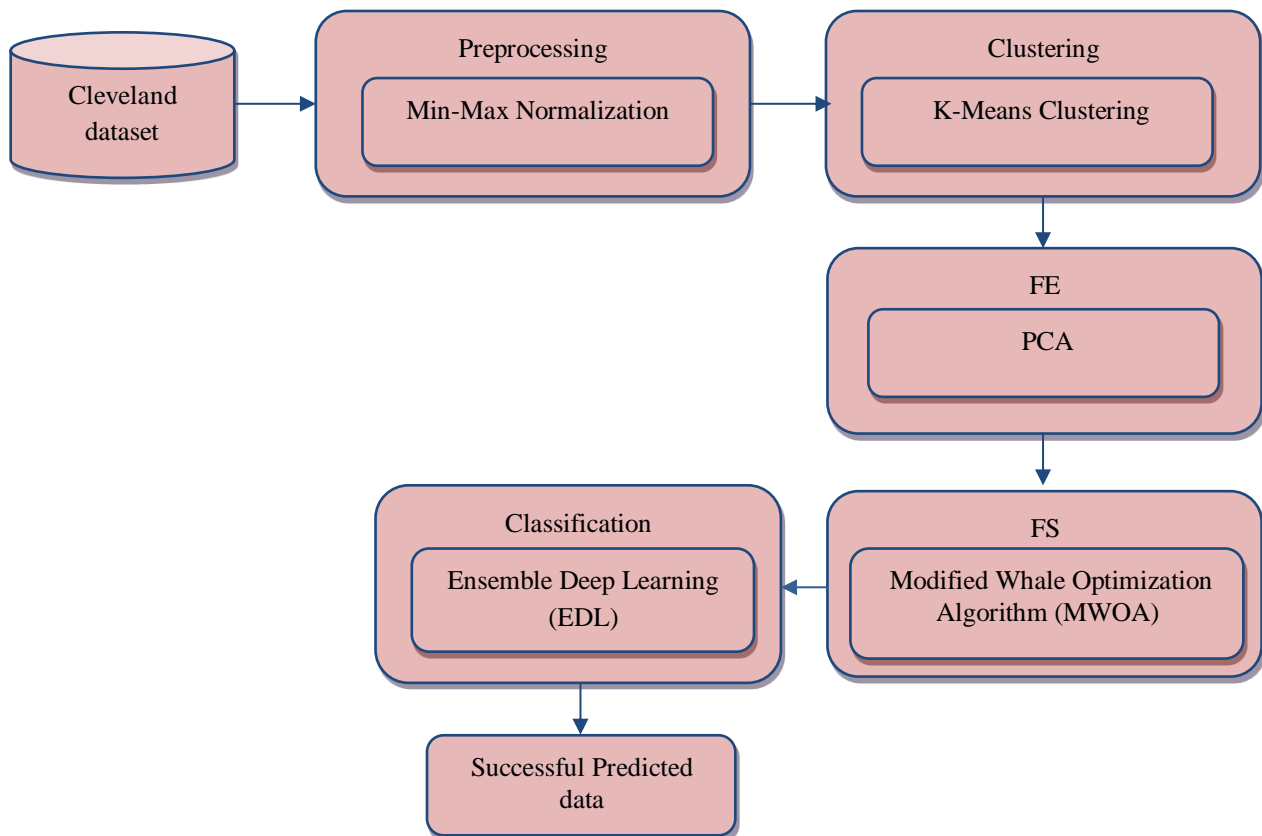 Cleveland
dataset
Preprocessing
Min-Max Normalization
Clustering
K-Means Clustering
FE
PCA
FS
Modified Whale Optimization
Algorithm (MWOA)
Classification
Ensemble Deep Learning
(EDL)
Successful Predicted
data